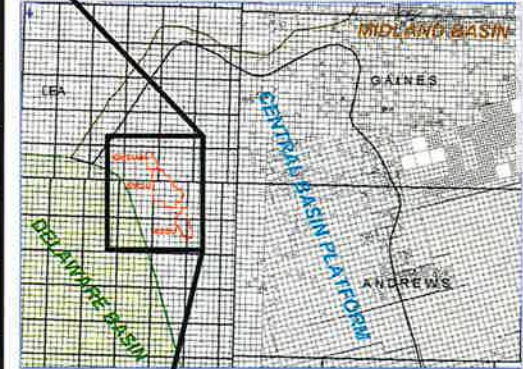 MIDLAND BASIN
GAINES
LEA
CENTRAL BASIN PLATFORM
DELAWARE BASIN
ANDREWS